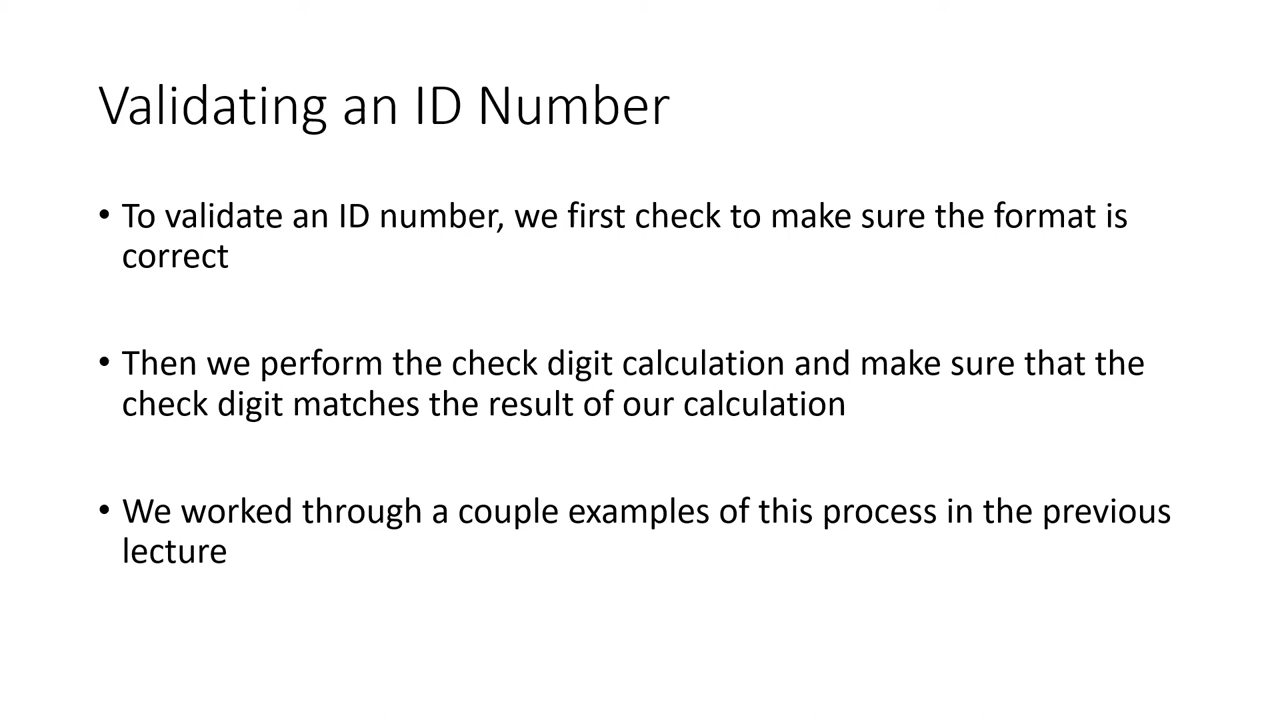 Validating an ID Number
• To validate an ID number, we first check to make sure the format is
correct
• Then we perform the check digit calculation and make sure that the
check digit matches the result of our calculation
• We worked through a couple examples of this process in the previous
lecture